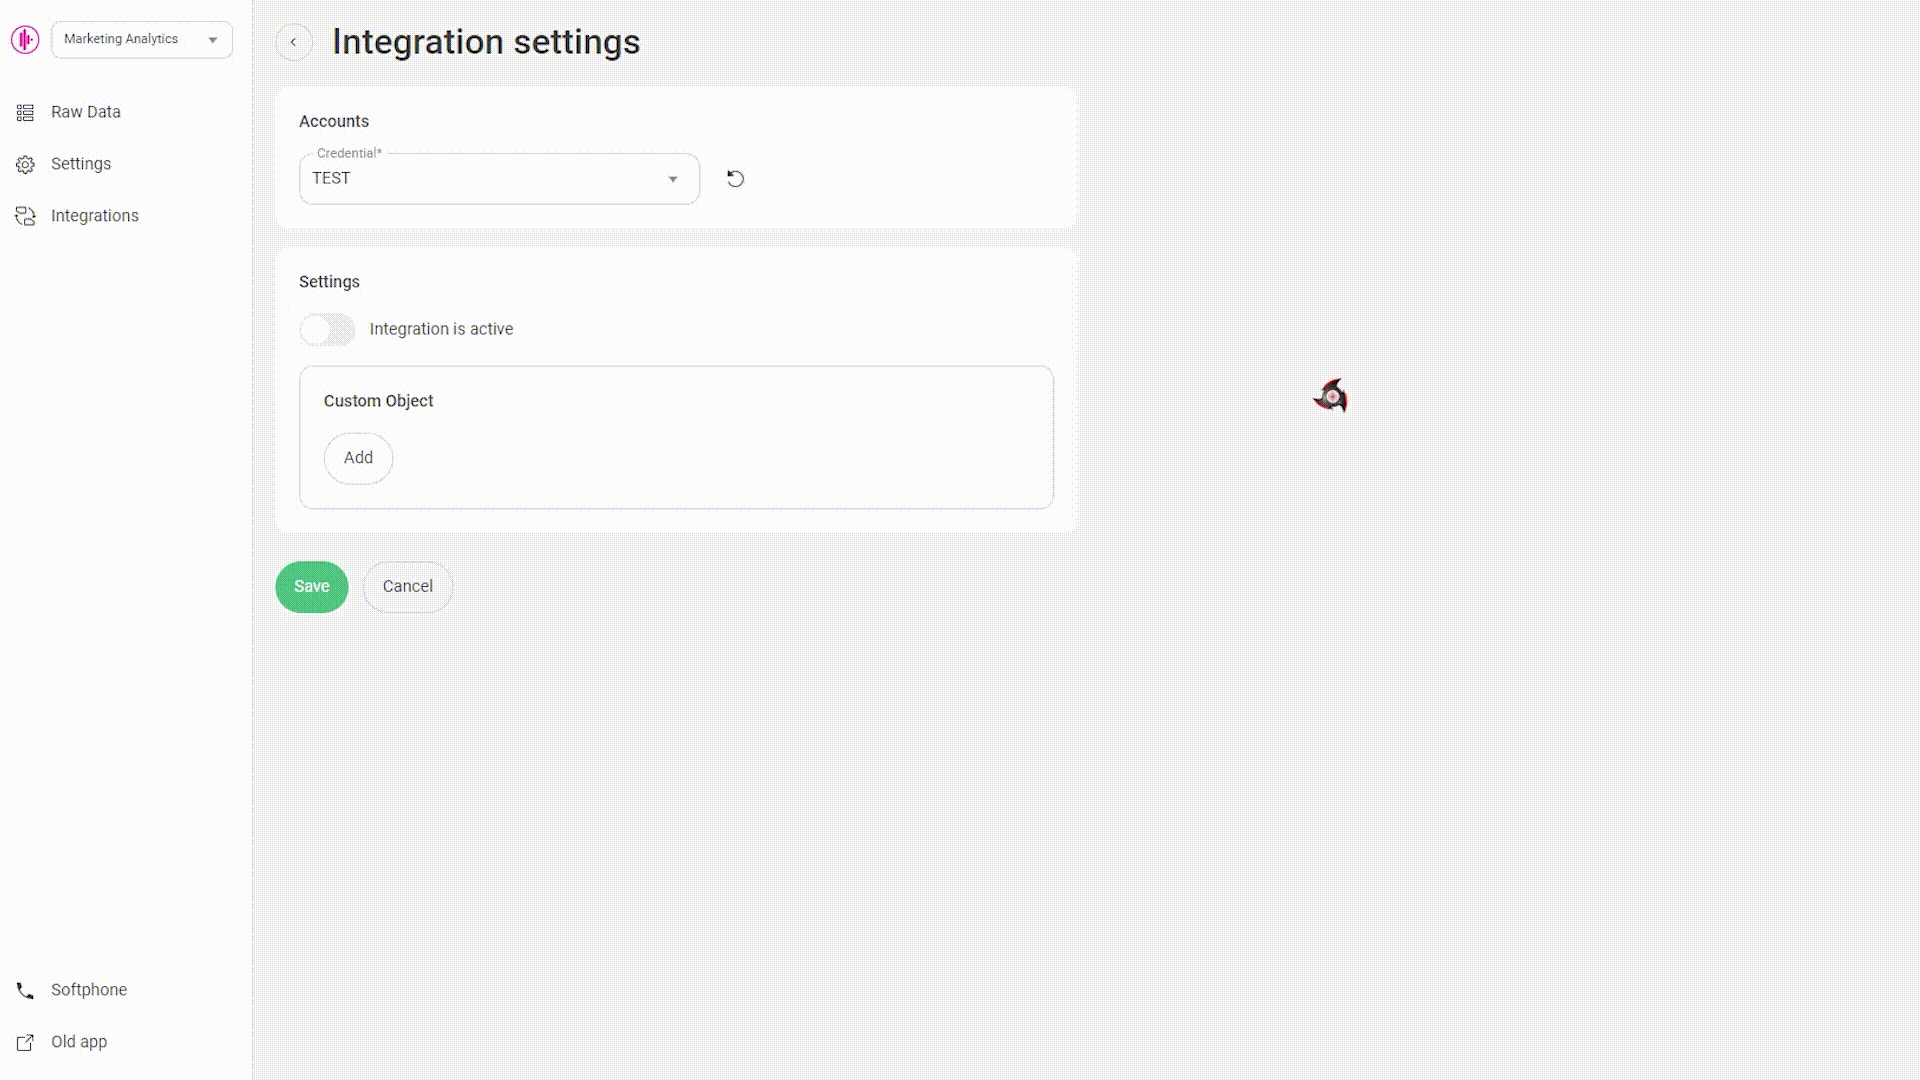 Marketing Analytics
Raw Data
Settings
Integrations
Softphone
Old app
Integration settings
Accounts
Credential*
TEST
Settings
Integration is active
Custom Object
Add
Save
Cancel